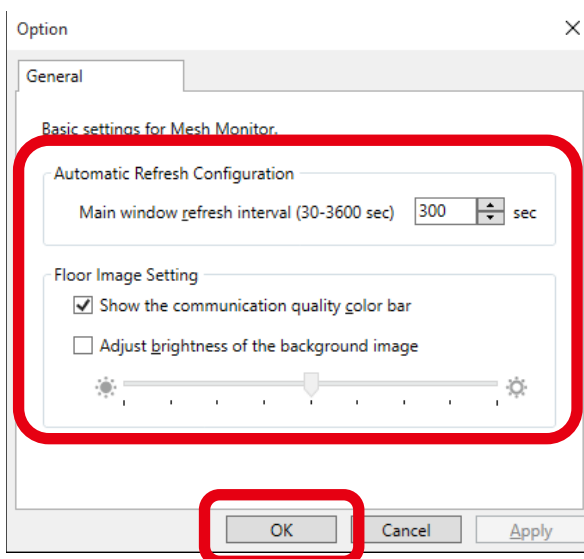 Option
General
Basic settings for Mesh Monitor.
Automatic Refresh Configuration
Main window refresh interval (30-3600 sec) 300 sec
Floor Image Setting
Show the communication quality color bar
Adjust brightness of the background image
OK Cancel Apply